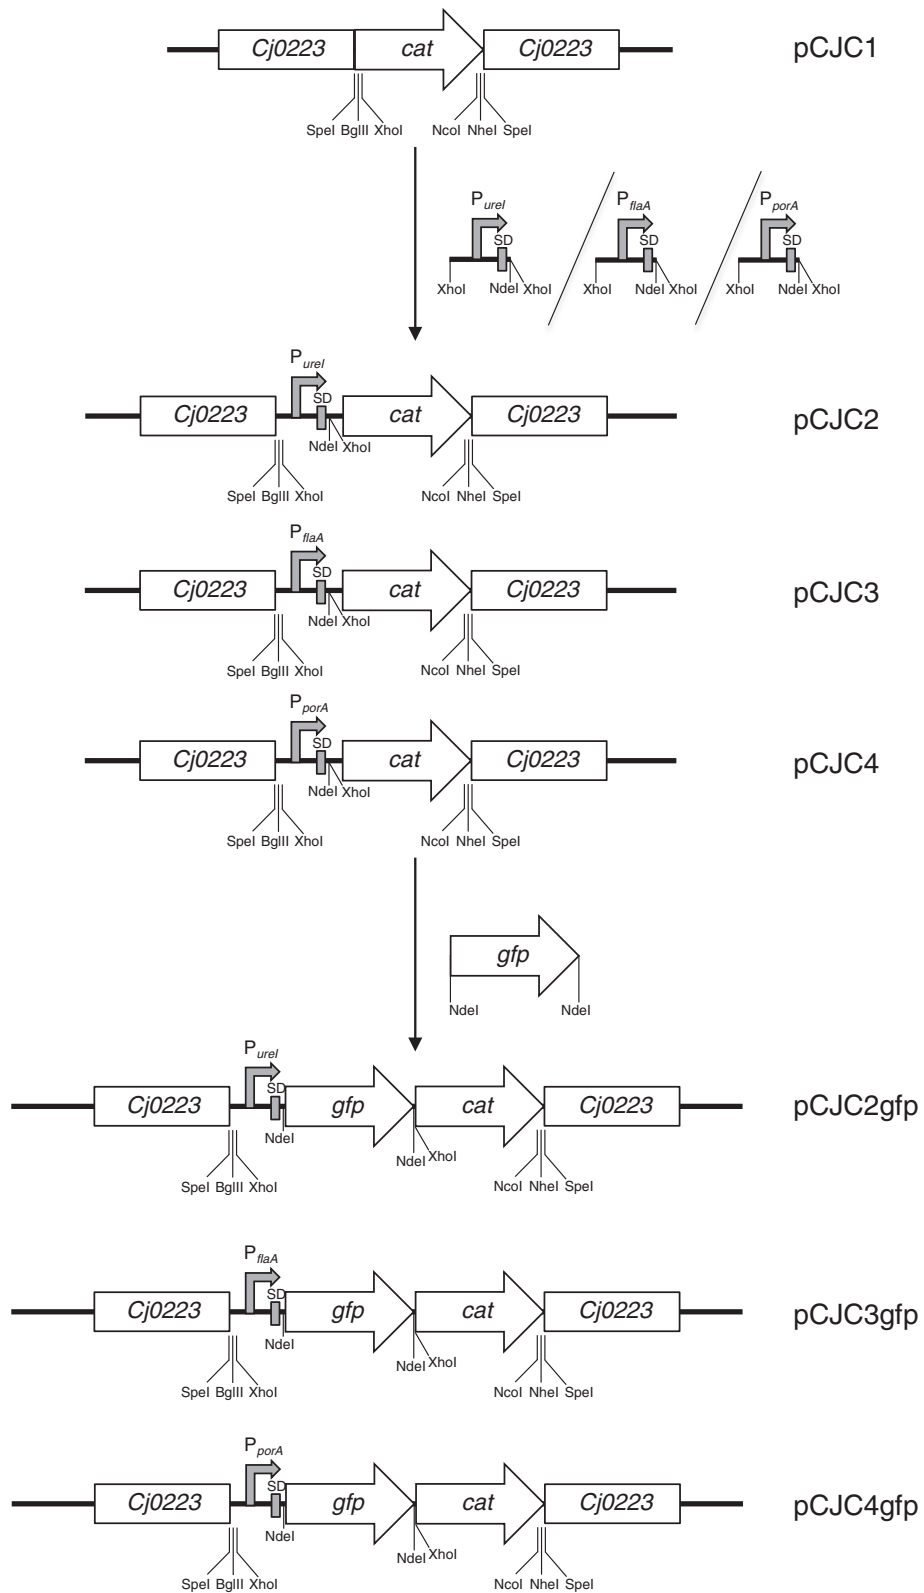 Cj0223 cat Cj0223 pCJC1
SpeI BglII XhoI NcoI NheI SpeI
PureI PflaA PporA
SD SD SD
XhoI NdeI XhoI XhoI NdeI XhoI XhoI NdeI XhoI
PureI
SD
Cj0223 cat Cj0223 pCJC2
NdeI XhoI
SpeI BglII XhoI NcoI NheI SpeI
PflaA
SD
Cj0223 cat Cj0223 pCJC3
NdeI XhoI
SpeI BglII XhoI NcoI NheI SpeI
PporA
SD
Cj0223 cat Cj0223 pCJC4
NdeI XhoI
SpeI BglII XhoI NcoI NheI SpeI
gfp
NdeI NdeI
PureI
SD
Cj0223 gfp cat Cj0223 pCJC2gfp
NdeI
NdeI XhoI
SpeI BglII XhoI NcoI NheI SpeI
PflaA
SD
Cj0223 gfp cat Cj0223 pCJC3gfp
NdeI
NdeI XhoI
SpeI BglII XhoI NcoI NheI SpeI
PporA
SD
Cj0223 gfp cat Cj0223 pCJC4gfp
NdeI
NdeI XhoI
SpeI BglII XhoI NcoI NheI SpeI